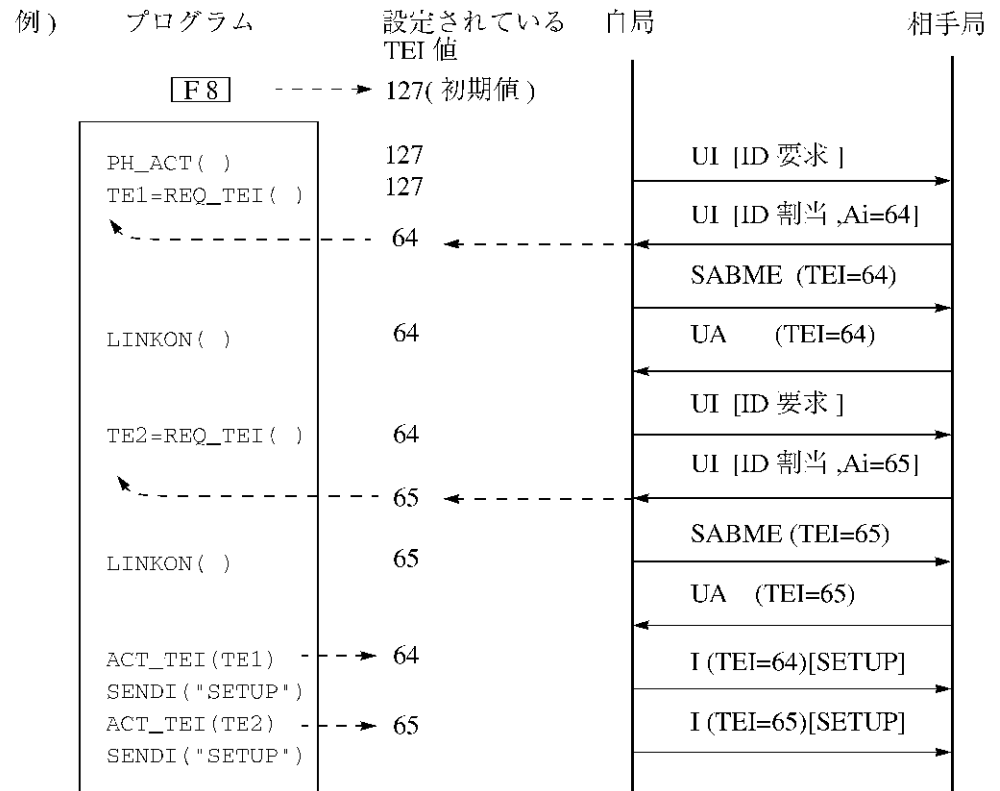 例 )　プログラム　設定されている　自局　相手局
TEI 値
F 8　127( 初期値 )
PH_ACT( )　127　UI [ID 要求 ]
TE1=REQ_TEI( )　127
UI [ID 割当 ,Ai=64]
64
SABME (TEI=64)
LINKON( )　64　UA (TEI=64)
UI [ID 要求 ]
TE2=REQ_TEI( )　64
UI [ID 割当 ,Ai=65]
65
SABME (TEI=65)
LINKON( )　65
UA (TEI=65)
ACT_TEI(TE1)　64　I (TEI=64)[SETUP]
SENDI("SETUP")
ACT_TEI(TE2)　65　I (TEI=65)[SETUP]
SENDI("SETUP")